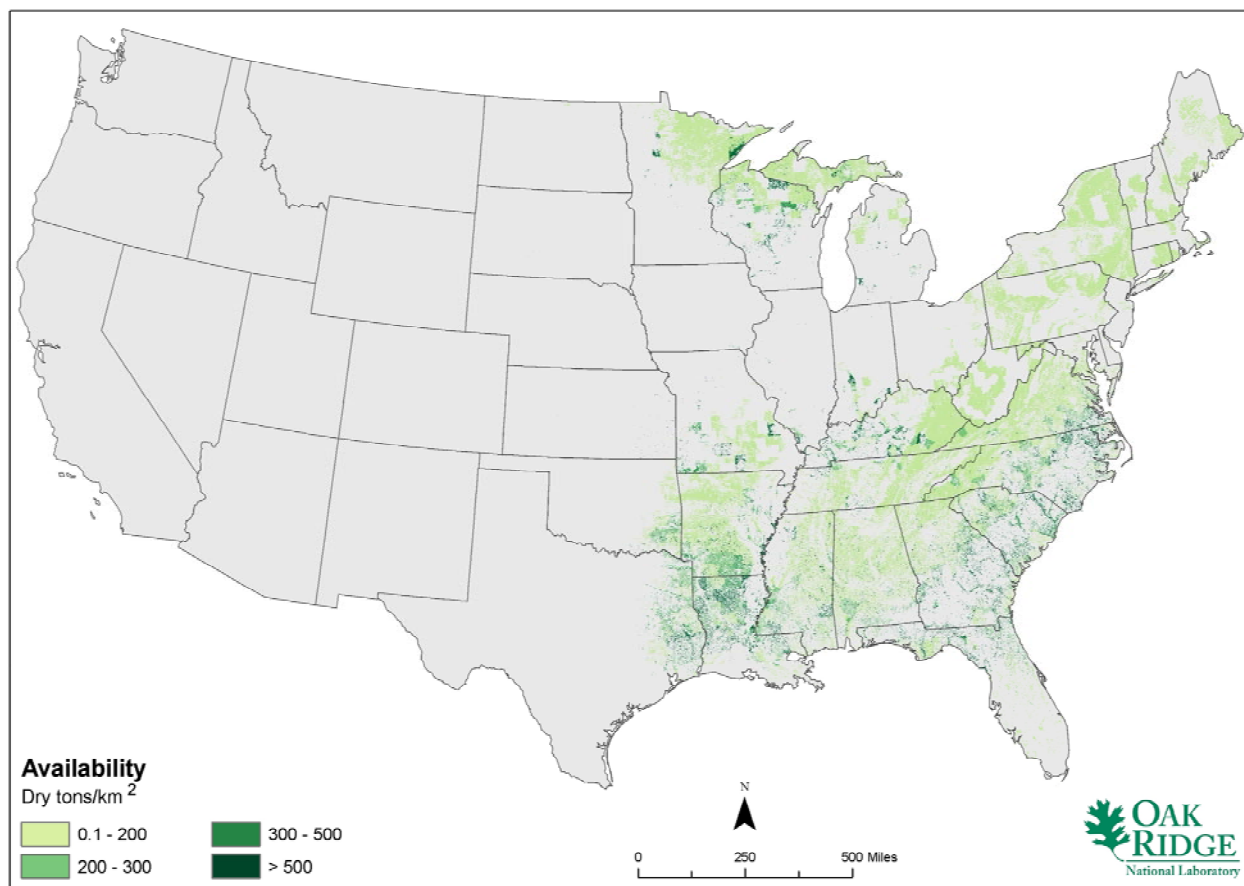 Availability
Dry tons/km 2
0.1 - 200
200 - 300
300 - 500
> 500
N
0 250 500 Miles
OAK
RIDGE
National Laboratory